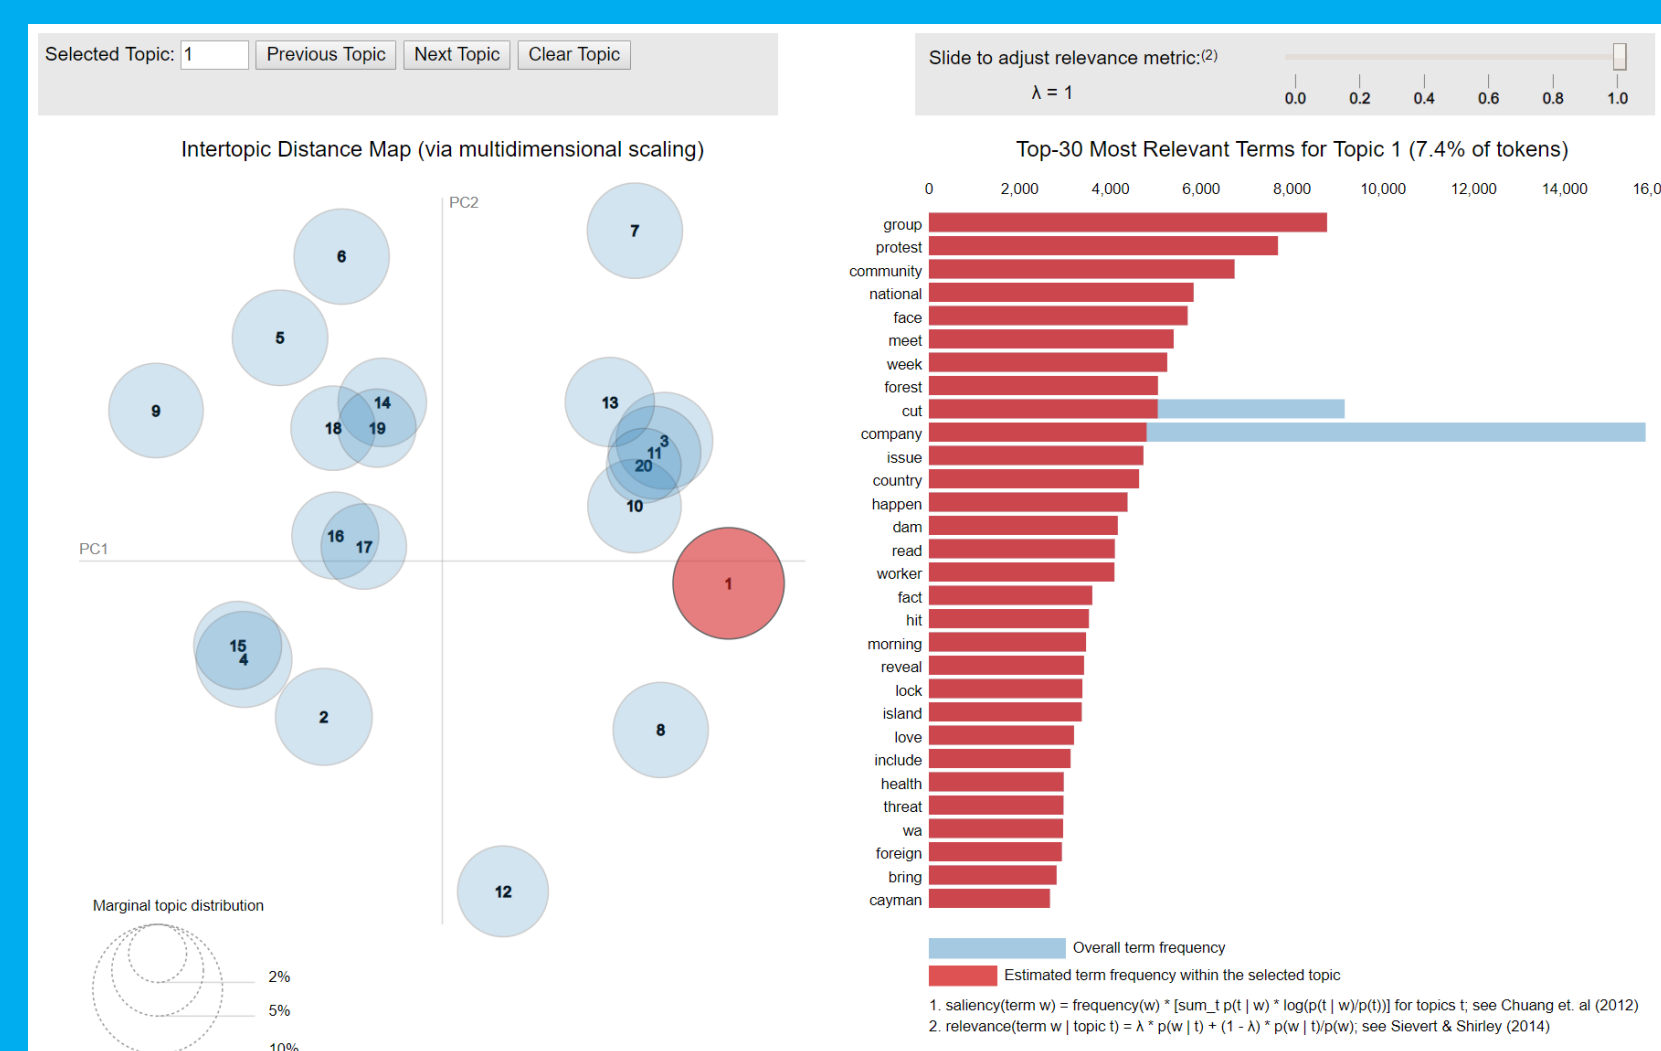 Selected Topic: 1 Previous Topic Next Topic Clear Topic
Slide to adjust relevance metric:(2)
λ = 1
0.0 0.2 0.4 0.6 0.8 1.0
Intertopic Distance Map (via multidimensional scaling)
PC2
PC1
7
6
5
9
14
18
19
13
3
11
20
10
16
17
1
15
4
2
8
12
Marginal topic distribution
2%
5%
10%
Top-30 Most Relevant Terms for Topic 1 (7.4% of tokens)
0 2,000 4,000 6,000 8,000 10,000 12,000 14,000 16,0
group
protest
community
national
face
meet
week
forest
cut
company
issue
country
happen
dam
read
worker
fact
hit
morning
reveal
lock
island
love
include
health
threat
wa
foreign
bring
cayman
Overall term frequency
Estimated term frequency within the selected topic
1. saliency(term w) = frequency(w) * [sum_t p(t | w) * log(p(t | w)/p(t))] for topics t; see Chuang et. al (2012)
2. relevance(term w | topic t) = λ * p(w | t) + (1 - λ) * p(w | t)/p(w); see Sievert & Shirley (2014)